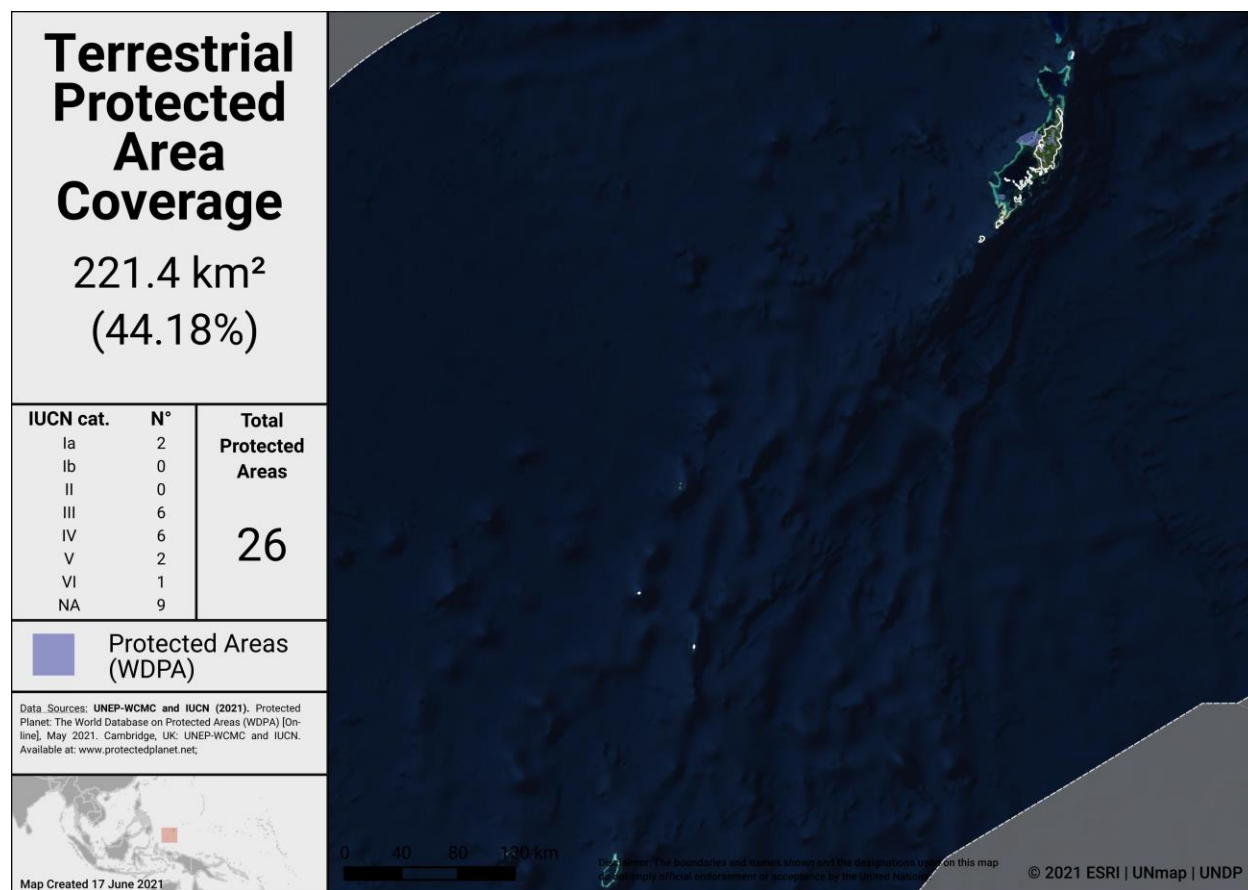 Terrestrial
Protected
Area
Coverage
221.4 km²
(44.18%)
IUCN cat. N°
Ia 2
Ib 0
II 0
III 6
IV 6
V 2
VI 1
NA 9
Total
Protected
Areas
26
Protected Areas
(WDPA)
Data Sources: UNEP-WCMC and IUCN (2021). Protected
Planet: The World Database on Protected Areas (WDPA) [On-
line], May 2021. Cambridge, UK: UNEP-WCMC and IUCN.
Available at: www.protectedplanet.net;
Map Created 17 June 2021
0 40 80 120 km
Disclaimer: The boundaries and names shown and the designations used on this map
do not imply official endorsement or acceptance by the United Nations.
© 2021 ESRI | UNmap | UNDP